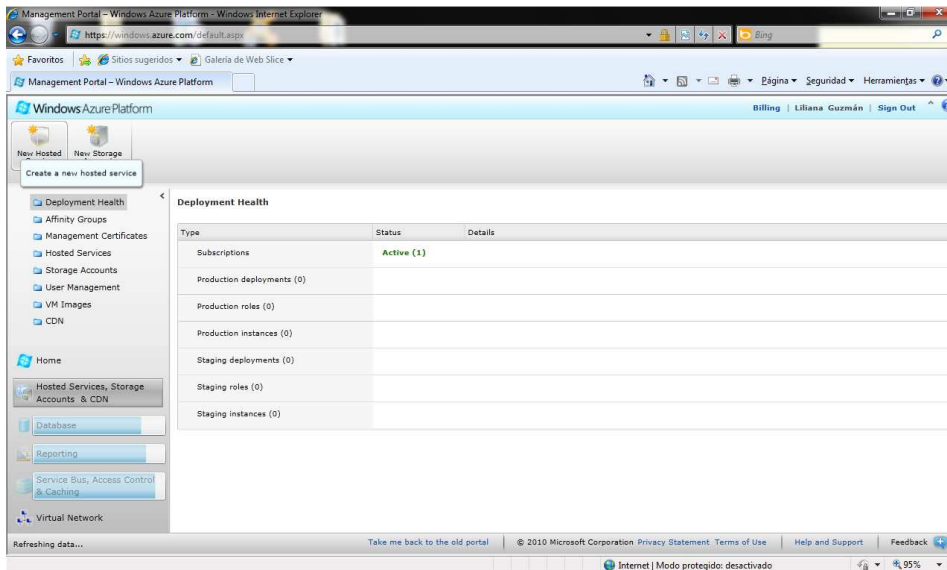 Management Portal – Windows Azure Platform - Windows Internet Explorer
https://windows.azure.com/default.aspx
Bing
Favoritos
Sitios sugeridos
Galería de Web Slice
Management Portal – Windows Azure Platform
Página
Seguridad
Herramientas
Windows Azure Platform
Billing | Liliana Guzmán | Sign Out
New Hosted
New Storage
Create a new hosted service
Deployment Health
Affinity Groups
Management Certificates
Hosted Services
Storage Accounts
User Management
VM Images
CDN
Home
Hosted Services, Storage
Accounts & CDN
Database
Reporting
Service Bus, Access Control
& Caching
Virtual Network
Deployment Health
Type Status Details
Subscriptions Active (1)
Production deployments (0)
Production roles (0)
Production instances (0)
Staging deployments (0)
Staging roles (0)
Staging instances (0)
Refreshing data...
Take me back to the old portal
© 2010 Microsoft Corporation Privacy Statement Terms of Use
Help and Support
Feedback
Internet | Modo protegido: desactivado
95%